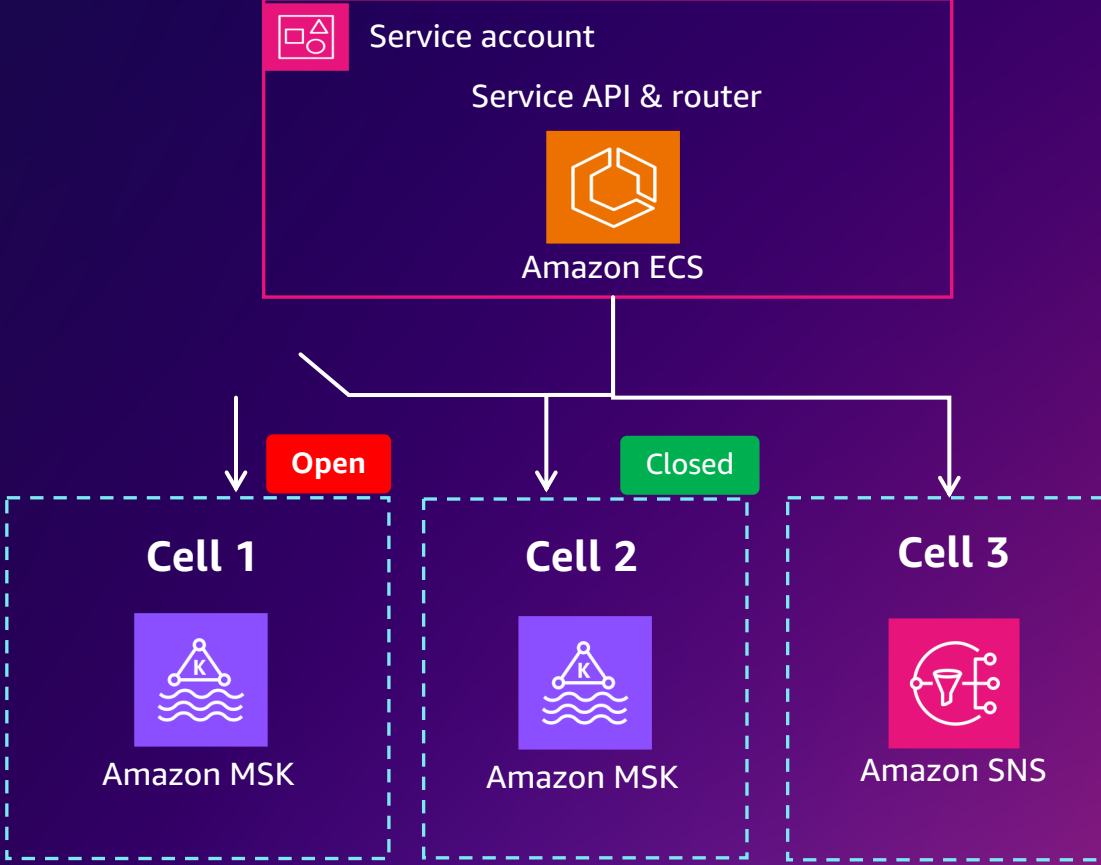 Service account
Service API & router
Amazon ECS
Open
Closed
Cell 1
Cell 2
Cell 3
K
K
Amazon MSK
Amazon MSK
Amazon SNS